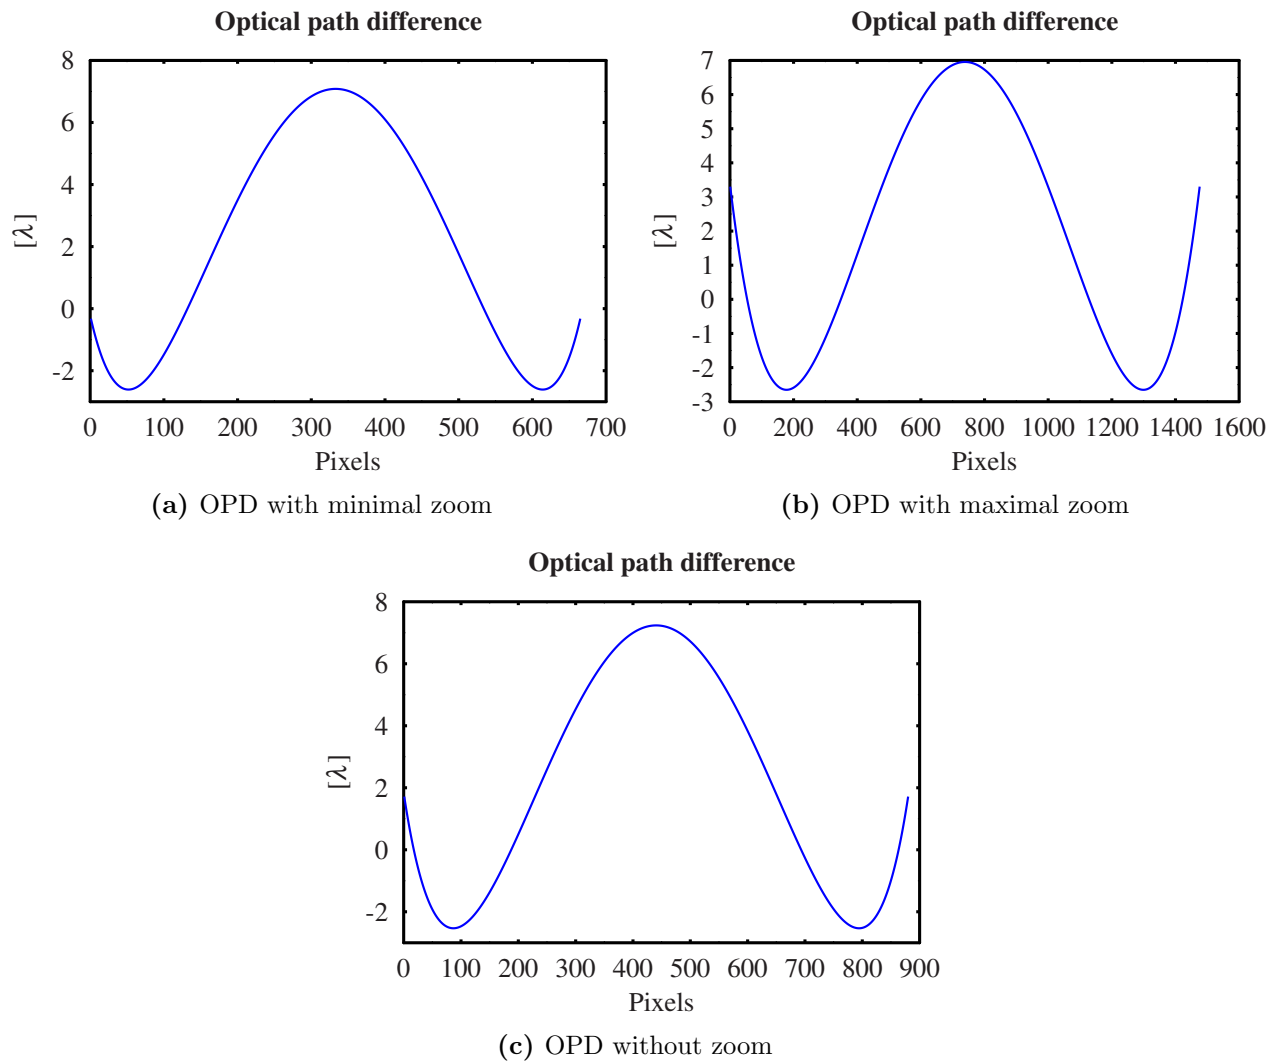 Optical path difference
8
6
4
2
0
-2
[λ]
0 100 200 300 400 500 600 700
Pixels
(a) OPD with minimal zoom
Optical path difference
7
6
5
4
3
2
1
0
-1
-2
-3
[λ]
0 200 400 600 800 1000 1200 1400 1600
Pixels
(b) OPD with maximal zoom
Optical path difference
8
6
4
2
0
-2
[λ]
0 100 200 300 400 500 600 700 800 900
Pixels
(c) OPD without zoom